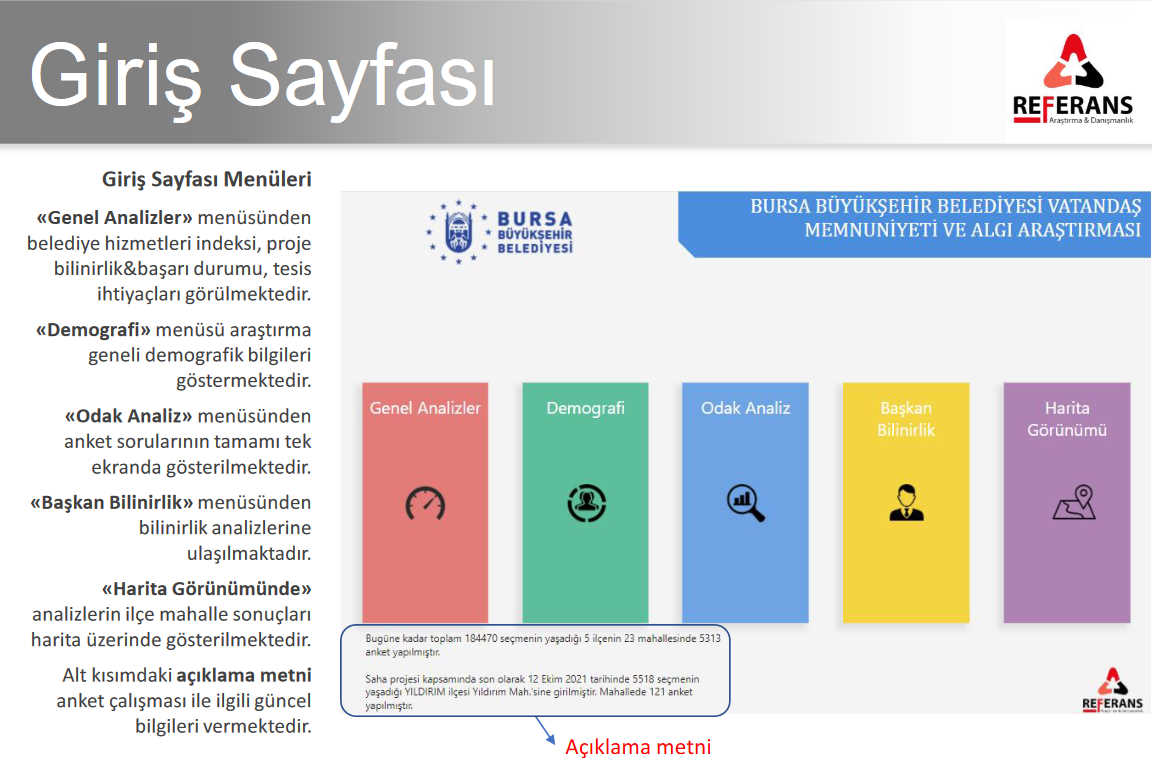 Giriş Sayfası
REFERANS
Araştırma & Danışmanlık
Giriş Sayfası Menüleri
«Genel Analizler» menüsünden
belediye hizmetleri indeksi, proje
bilinirlik&başarı durumu, tesis
ihtiyaçları görülmektedir.
«Demografi» menüsü araştırma
geneli demografik bilgileri
göstermektedir.
«Odak Analiz» menüsünden
anket sorularının tamamı tek
ekranda gösterilmektedir.
«Başkan Bilinirlik» menüsünden
bilinirlik analizlerine
ulaşılmaktadır.
«Harita Görünümünde»
analizlerin ilçe mahalle sonuçları
harita üzerinde gösterilmektedir.
Alt kısımdaki açıklama metni
anket çalışması ile ilgili güncel
bilgileri vermektedir.
BURSA
BÜYÜKŞEHİR
BELEDİYESİ
BURSA BÜYÜKŞEHİR BELEDİYESİ VATANDAŞ
MEMNUNİYETİ VE ALGI ARAŞTIRMASI
Genel Analizler
Demografi
Odak Analiz
Başkan
Bilinirlik
Harita
Görünümü
Bugüne kadar toplam 184470 seçmenin yaşadığı 5 ilçenin 23 mahallesinde 5313
anket yapılmıştır.
Saha projesi kapsamında son olarak 12 Ekim 2021 tarihinde 5518 seçmenin
yaşadığı YILDIRIM ilçesi Yıldırım Mah.'sine girilmiştir. Mahallede 121 anket
yapılmıştır.
REFERANS
Açıklama metni